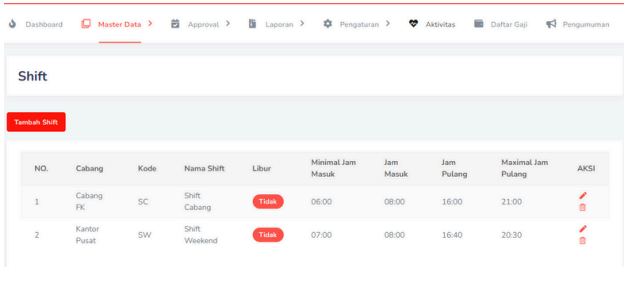 Dashboard Master Data > Approval > Laporan > Pengaturan > Aktivitas Daftar Gaji Pengumuman
Shift
Tambah Shift
NO. Cabang Kode Nama Shift Libur Minimal Jam Masuk Jam Masuk Jam Pulang Maximal Jam Pulang AKSI
1 Cabang FK SC Shift Cabang Tidak 06:00 08:00 16:00 21:00
2 Kantor Pusat SW Shift Weekend Tidak 07:00 08:00 16:40 20:30